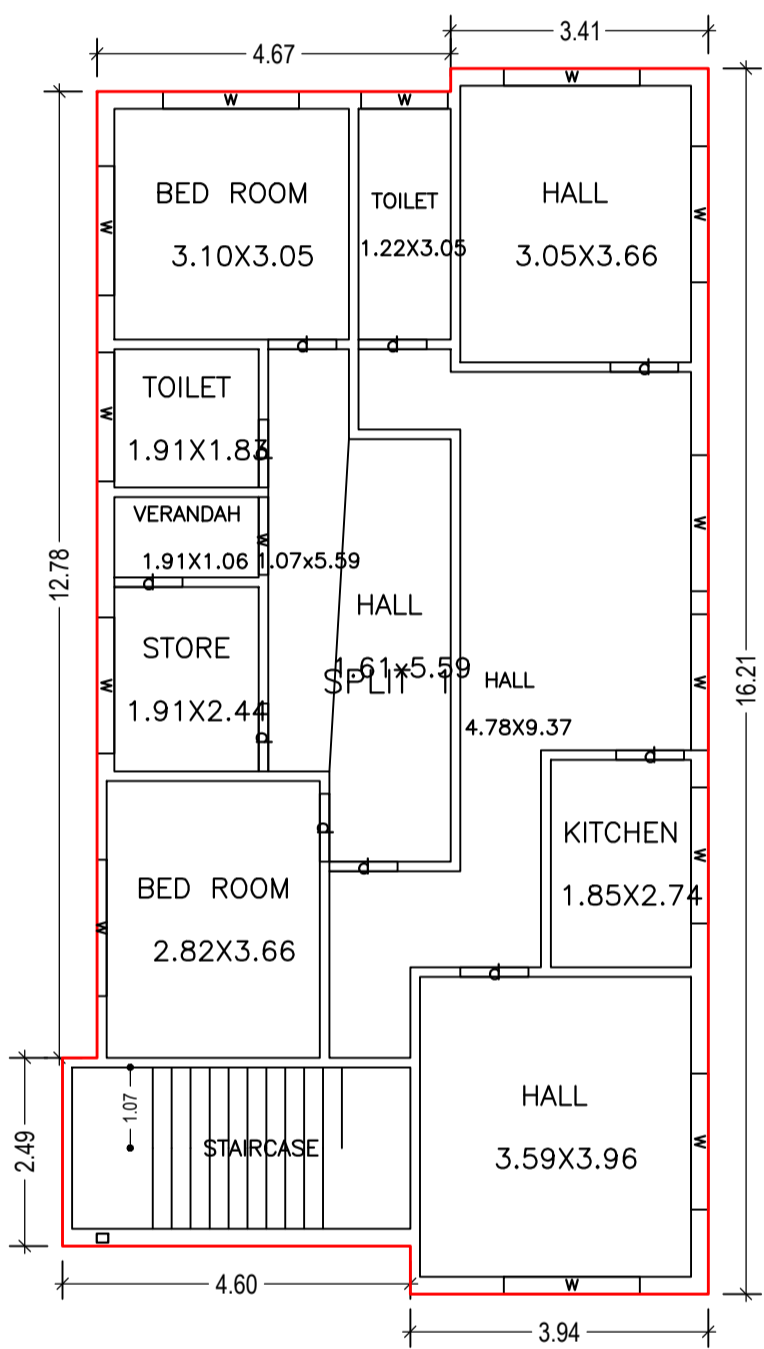 3.41
4.67
W
W
W
BED ROOM
3.10X3.05
TOILET
1.22X3.05
HALL
3.05X3.66
W
W
d
d
d
TOILET
1.91X1.83
W
d
VERANDAH
1.91X1.06
1.07x5.59
W
W
d
12.78
HALL
1.61x5.59
SPLIT 1
HALL
4.78X9.37
STORE
1.91X2.44
W
W
d
16.21
d
KITCHEN
1.85X2.74
W
d
d
BED ROOM
2.82X3.66
W
d
2.49
1.07
STAIRCASE
HALL
3.59X3.96
W
W
4.60
3.94